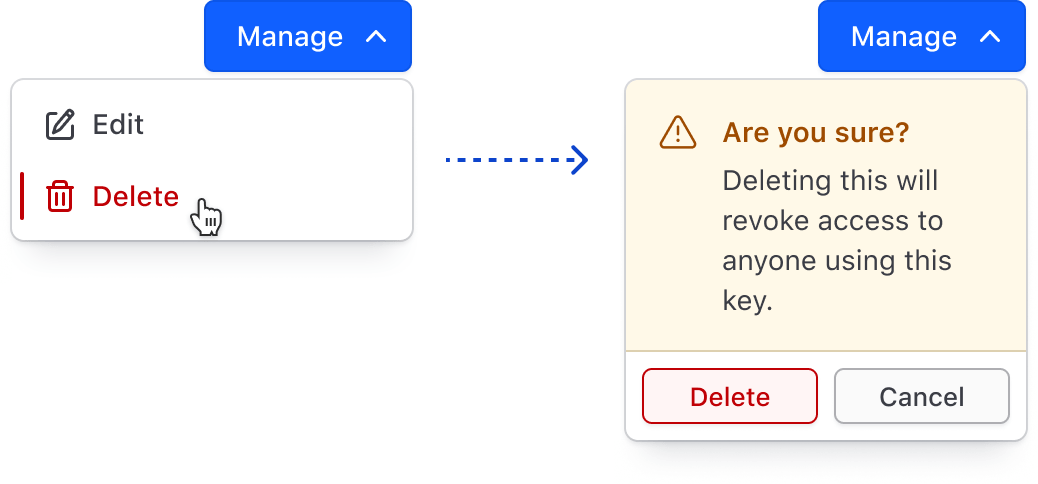 Manage
Edit
Delete
Manage
Are you sure?
Deleting this will
revoke access to
anyone using this
key.
Delete
Cancel